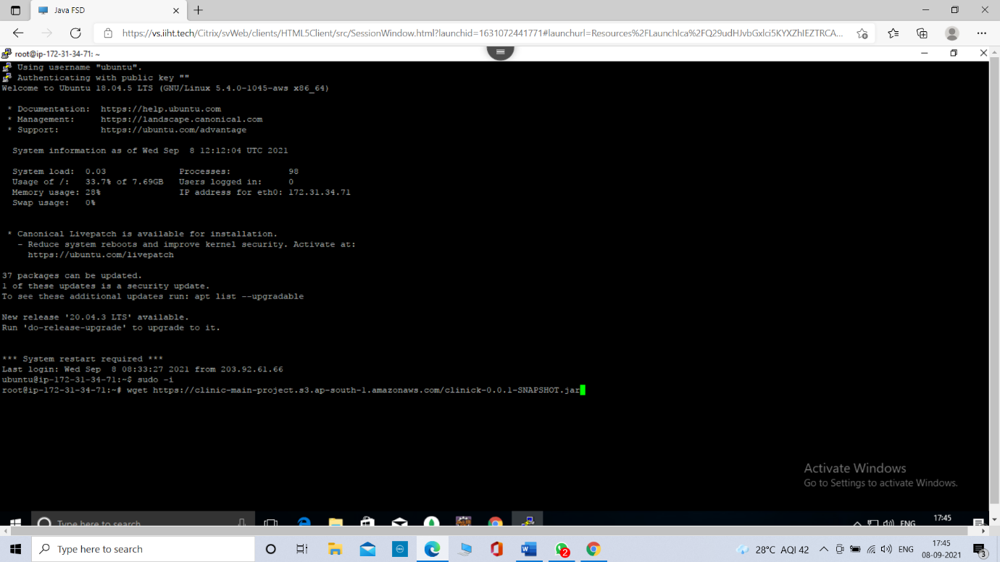 Java FSD
https://vs.iiht.tech/Citrix/svWeb/clients/HTML5Client/src/SessionWindow.html?launchid=1631072441771#launchurl=Resources%2FLaunchIca%2FQ29udHJvbGxlci5KYXZhIEZTRCA...
root@ip-172-31-34-71: ~
Using username "ubuntu".
Authenticating with public key ""
Welcome to Ubuntu 18.04.5 LTS (GNU/Linux 5.4.0-1045-aws x86_64)
* Documentation: https://help.ubuntu.com
* Management: https://landscape.canonical.com
* Support: https://ubuntu.com/advantage
System information as of Wed Sep 8 12:12:04 UTC 2021
System load: 0.03 Processes: 98
Usage of /: 33.7% of 7.69GB Users logged in: 0
Memory usage: 28% IP address for eth0: 172.31.34.71
Swap usage: 0%
* Canonical Livepatch is available for installation.
- Reduce system reboots and improve kernel security. Activate at:
https://ubuntu.com/livepatch
37 packages can be updated.
1 of these updates is a security update.
To see these additional updates run: apt list --upgradable
New release '20.04.3 LTS' available.
Run 'do-release-upgrade' to upgrade to it.
*** System restart required ***
Last login: Wed Sep 8 08:33:27 2021 from 203.92.61.66
ubuntu@ip-172-31-34-71:~$ sudo -i
root@ip-172-31-34-71:~# wget https://clinic-main-project.s3.ap-south-1.amazonaws.com/clinick-0.0.1-SNAPSHOT.jar
Activate Windows
Go to Settings to activate Windows.
Type here to search
ENG
17:45
Type here to search
W
2
28°C AQI 42
ENG
17:45
08-09-2021
3